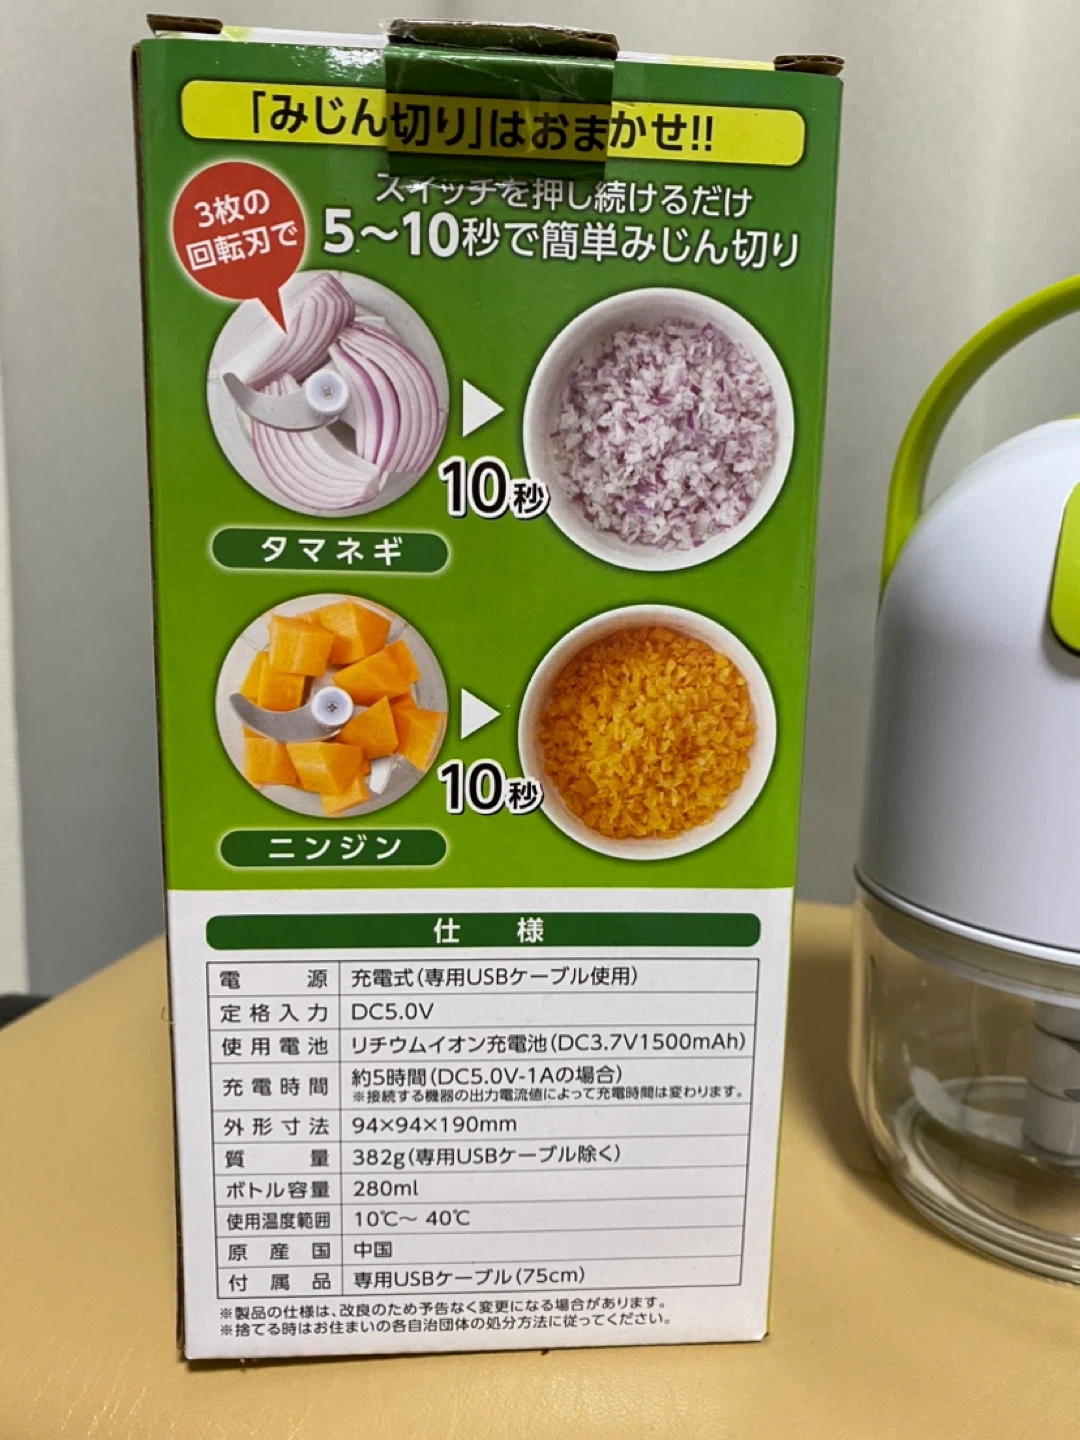 「みじん切り」はおまかせ!!
3枚の
回転刃で
スイッチを押し続けるだけ
5〜10秒で簡単みじん切り
10秒
タマネギ
10秒
ニンジン
仕様
電源 充電式(専用USBケーブル使用)
定格入力 DC5.0V
使用電池 リチウムイオン充電池(DC3.7V1500mAh)
充電時間 約5時間(DC5.0V-1Aの場合)
※接続する機器の出力電流値によって充電時間は変わります。
外形寸法 94×94×190mm
質量 382g(専用USBケーブル除く)
ボトル容量 280ml
使用温度範囲 10℃〜40℃
原産国 中国
付属品 専用USBケーブル(75cm)
※製品の仕様は、改良のため予告なく変更になる場合があります。
※捨てる時はお住まいの各自治団体の処分方法に従ってください。